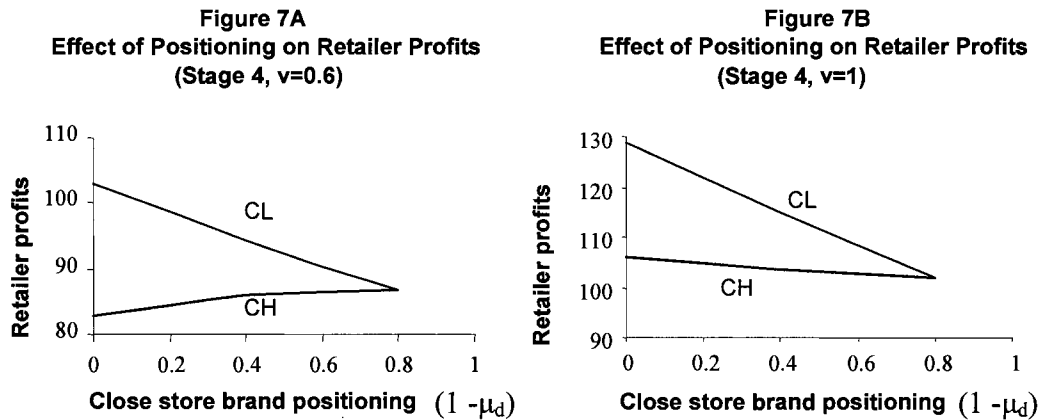 Figure 7A
Effect of Positioning on Retailer Profits
(Stage 4, v=0.6)
Retailer profits
110
100
90
80
CL
CH
0 0.2 0.4 0.6 0.8 1
Close store brand positioning (1 -μd)
Figure 7B
Effect of Positioning on Retailer Profits
(Stage 4, v=1)
Retailer profits
130
120
110
100
90
CL
CH
0 0.2 0.4 0.6 0.8 1
Close store brand positioning (1 -μd)